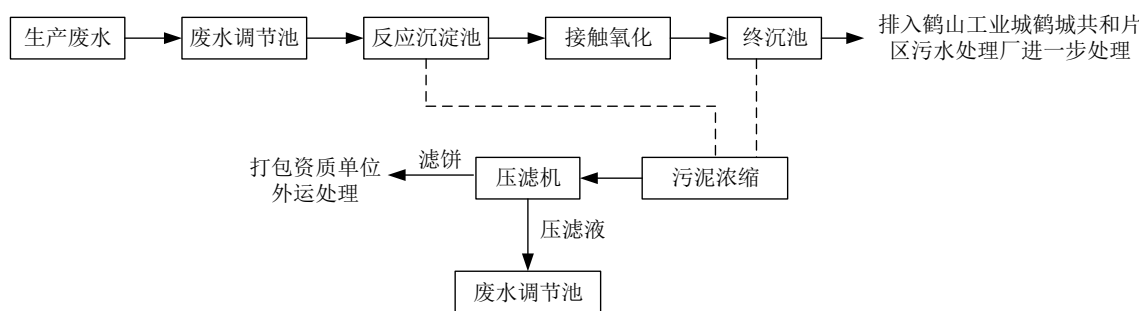 生产废水
废水调节池
反应沉淀池
接触氧化
终沉池
排入鹤山工业城鹤城共和片
区污水处理厂进一步处理
打包资质单位
外运处理
滤饼
压滤机
污泥浓缩
压滤液
废水调节池